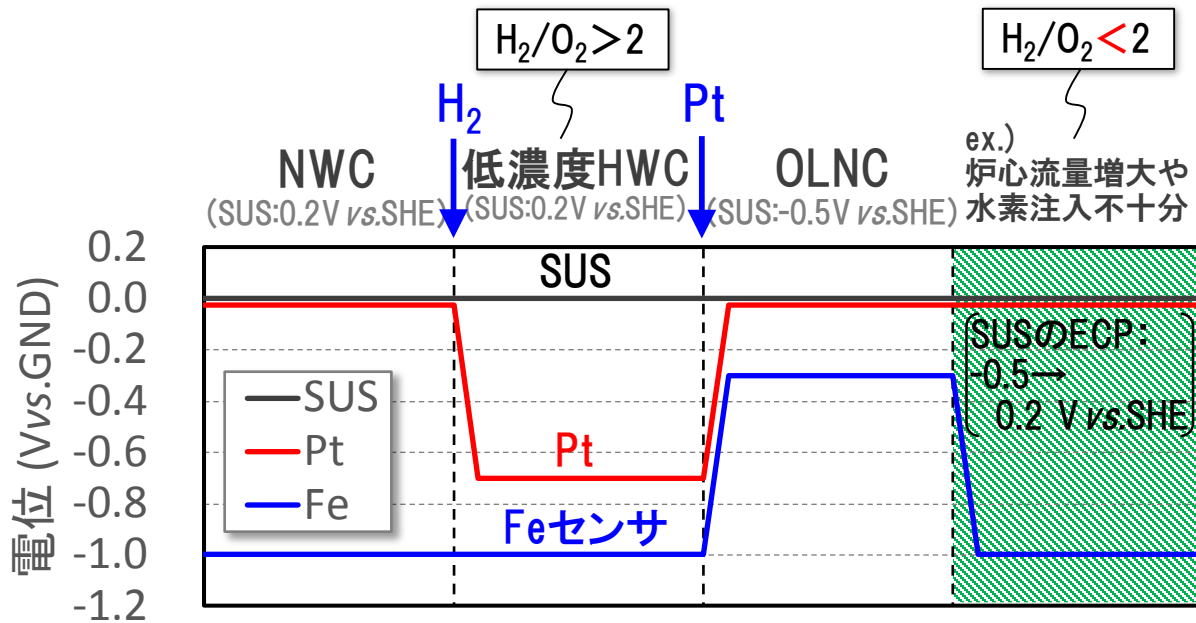 H₂/O₂＞2
H₂/O₂＜2
H₂
Pt
NWC
(SUS:0.2V vs.SHE)
低濃度HWC
(SUS:0.2V vs.SHE)
OLNC
(SUS:-0.5V vs.SHE)
ex.)
炉心流量増大や
水素注入不十分
電位 (Vvs.GND)
0.2
0.0
-0.2
-0.4
-0.6
-0.8
-1.0
-1.2
SUS
Pt
Feセンサ
SUS
Pt
Fe
SUSのECP:
-0.5→
0.2 V vs.SHE